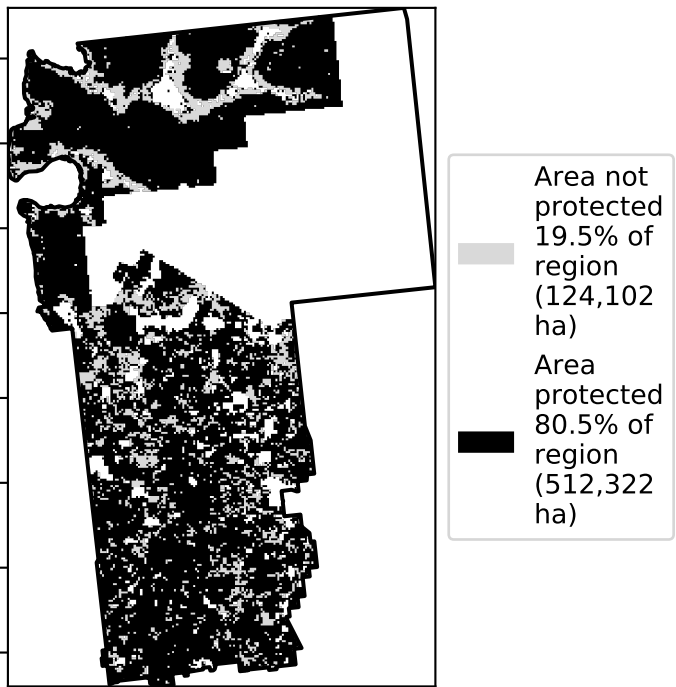 Area not
protected
19.5% of
region
(124,102
ha)
Area
protected
80.5% of
region
(512,322
ha)